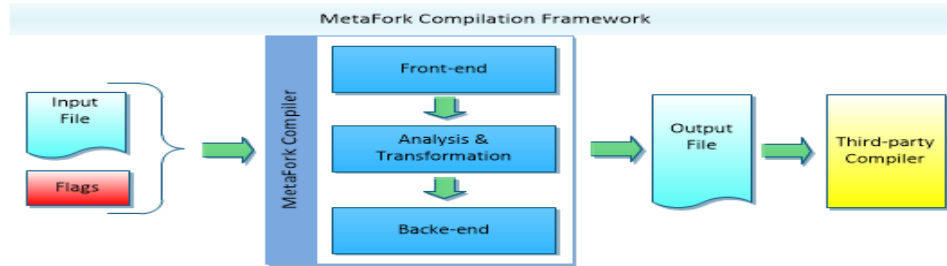 MetaFork Compilation Framework
Input
File
Flags
MetaFork Compiler
Front-end
Analysis &
Transformation
Backe-end
Output
File
Third-party
Compiler